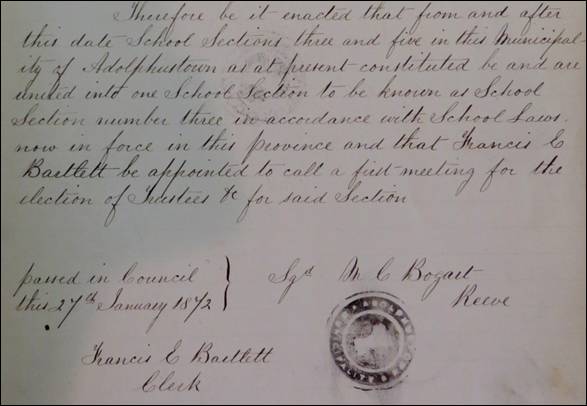 Therefore be it enacted that from and after
this date School Sections three and five in this Municipal-
ity of Adolphustown as at present constituted be and are
united into one School Section to be known as School
Section number three in accordance with School Laws
now in force in this province and that Francis E
Bartlett be appointed to call a first meeting for the
election of Trustees &c for said Section
passed in Council
this 27th January 1872
Sgd M C Bogart
Reeve
Francis E Bartlett
Clerk